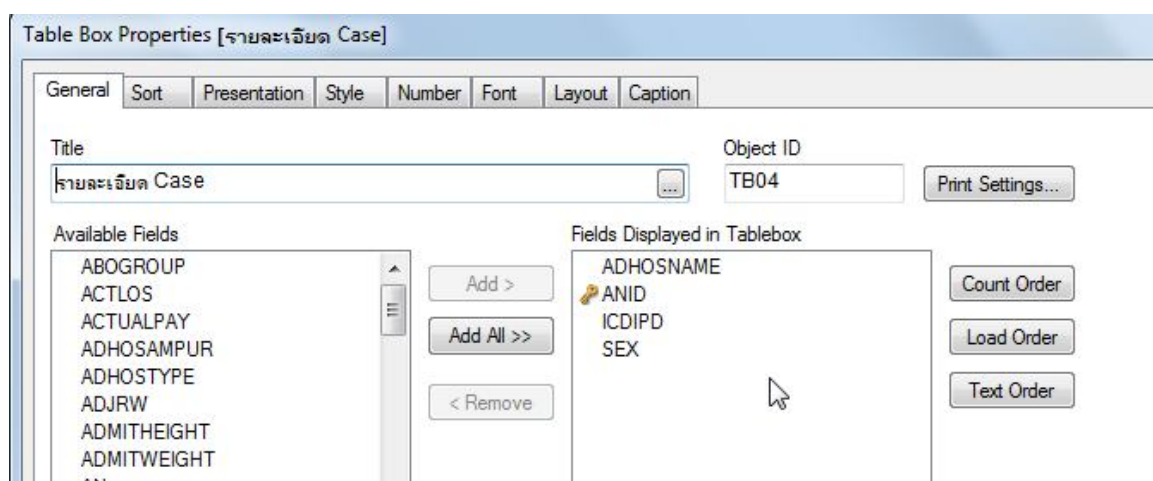 Table Box Properties [รายละเอียด Case]
General Sort Presentation Style Number Font Layout Caption
Title Object ID
รายละเอียด Case ... TB04 Print Settings...
Available Fields Fields Displayed in Tablebox
ABOGROUP ADHOSNAME
ACTLOS Add > ANID Count Order
ACTUALPAY ICDIPD
ADHOSAMPUR Add All >> SEX Load Order
ADHOSTYPE
ADJRW < Remove Text Order
ADMITHEIGHT
ADMITWEIGHT